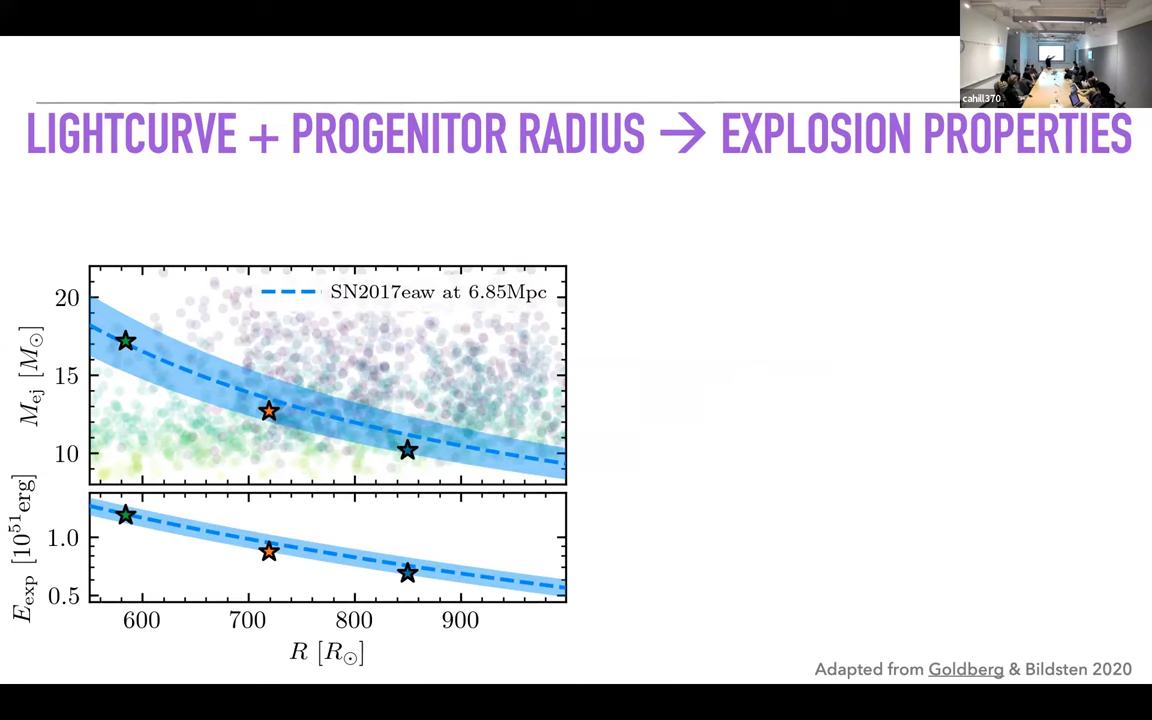 cahill370
LIGHTCURVE + PROGENITOR RADIUS → EXPLOSION PROPERTIES
SN2017eaw at 6.85Mpc
20
15
10
M_ej [M_⊙]
1.0
0.5
E_exp [10^51 erg]
600 700 800 900
R [R_⊙]
Adapted from Goldberg & Bildsten 2020